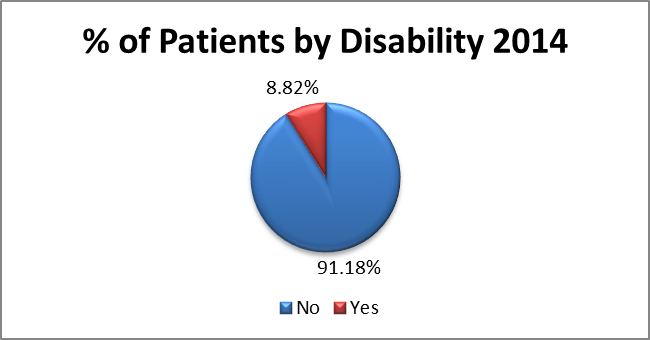 % of Patients by Disability 2014
8.82%
91.18%
No Yes